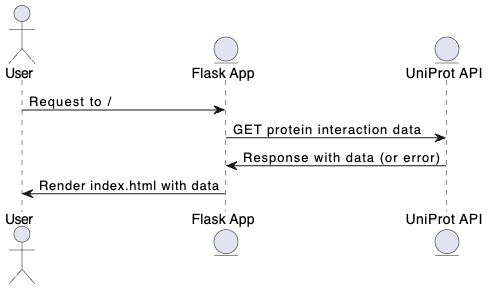 User
Flask App
UniProt API
Request to /
GET protein interaction data
Response with data (or error)
Render index.html with data
User
Flask App
UniProt API